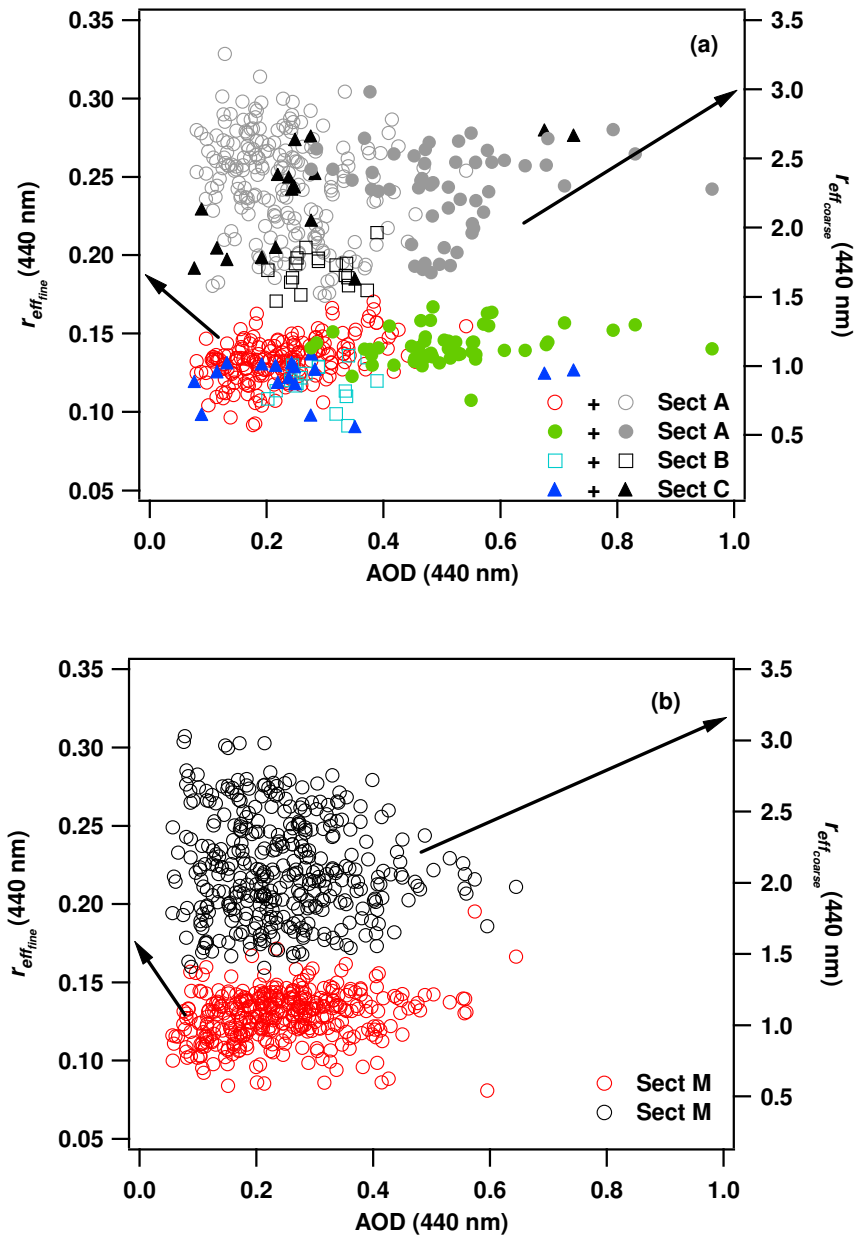 (a)
0.35
0.30
0.25
0.20
0.15
0.10
0.05
r_eff_fine (440 nm)
3.5
3.0
2.5
2.0
1.5
1.0
0.5
r_eff_coarse (440 nm)
+ Sect A
+ Sect A
+ Sect B
+ Sect C
0.0 0.2 0.4 0.6 0.8 1.0
AOD (440 nm)
(b)
0.35
0.30
0.25
0.20
0.15
0.10
0.05
r_eff_fine (440 nm)
3.5
3.0
2.5
2.0
1.5
1.0
0.5
r_eff_coarse (440 nm)
Sect M
Sect M
0.0 0.2 0.4 0.6 0.8 1.0
AOD (440 nm)